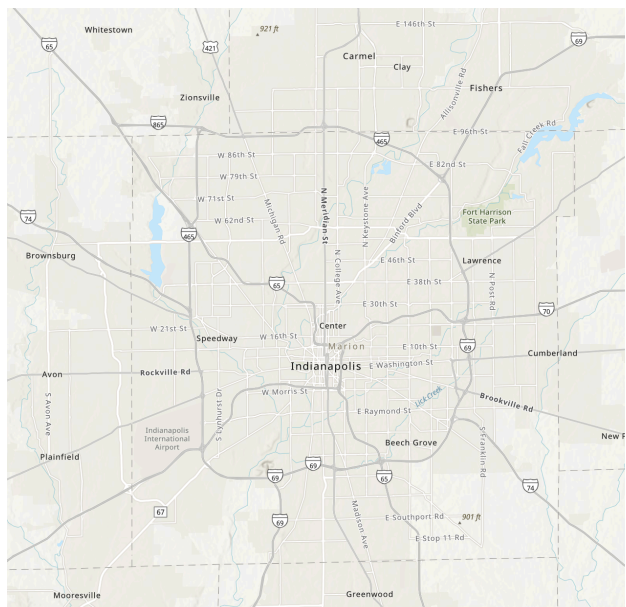 Whitestown
921 ft
E 146th St
65
421
69
Carmel
Clay
Fishers
Allisonville Rd
Zionsville
865
Fall Creek Rd
E 96th St
465
W 86th St
E 82nd St
W 79th St
W 71st St
N Meridian St
N Keystone Ave
Michigan Rd
Binford Blvd
74
W 62nd St
Fort Harrison
State Park
465
Brownsburg
N College Ave
E 46th St
Lawrence
65
E 38th St
N Post Rd
E 30th St
70
W 21st St
Center
Speedway
W 16th St
Marion
E 10th St
69
Cumberland
Indianapolis
E Washington St
Avon
Rockville Rd
W Morris St
Lick Creek
Brookville Rd
S Avon Ave
S Lynhurst Dr
E Raymond St
Indianapolis
International
Airport
Beech Grove
S Franklin Rd
New P
Plainfield
69
69
65
74
67
69
Madison Ave
E Southport Rd
901 ft
E Stop 11 Rd
Mooresville
Greenwood